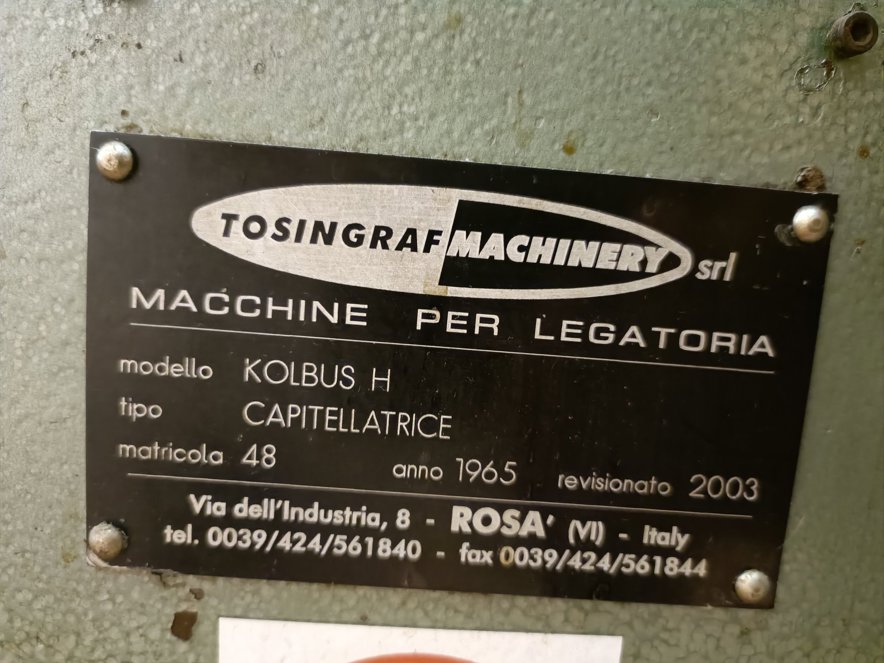 TOSINGRAF MACHINERY srl
MACCHINE PER LEGATORIA
modello KOLBUS H
tipo CAPITELLATRICE
matricola 48 anno 1965 revisionato 2003
Via dell'Industria, 8 - ROSA' (VI) - Italy
tel. 0039/424/561840 - fax 0039/424/561844